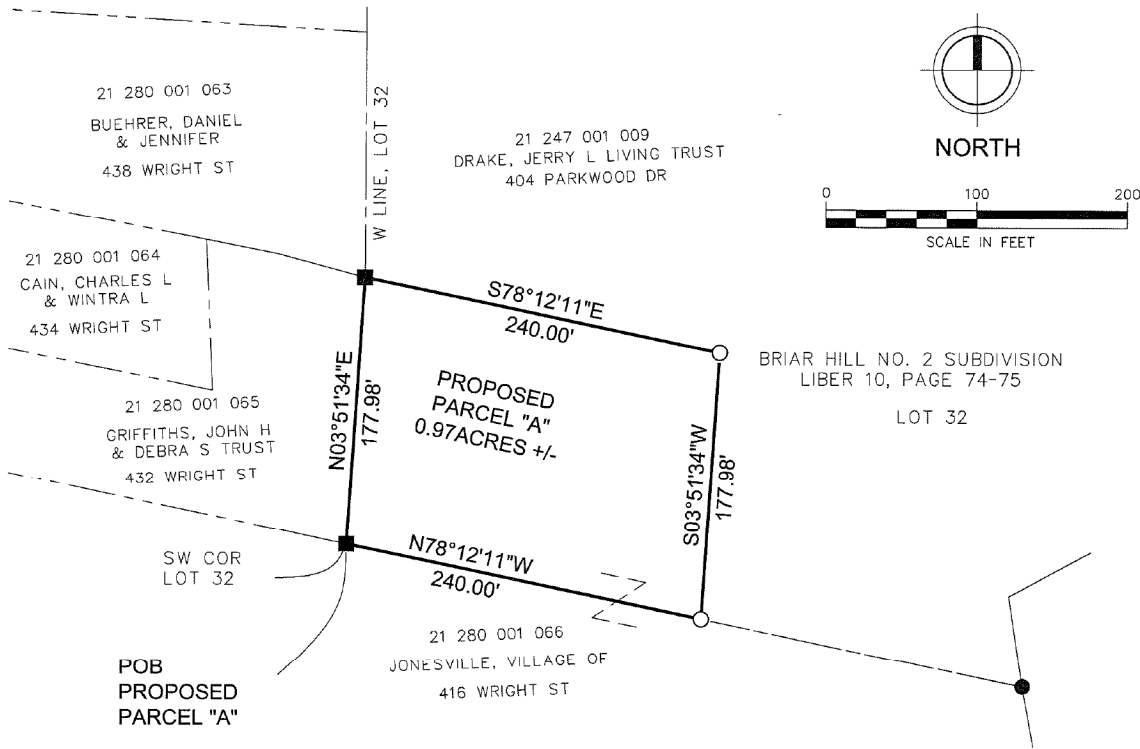 21 280 001 063
BUEHRER, DANIEL
& JENNIFER
438 WRIGHT ST
W LINE, LOT 32
21 247 001 009
DRAKE, JERRY L LIVING TRUST
404 PARKWOOD DR
NORTH
0 100 200
SCALE IN FEET
21 280 001 064
CAIN, CHARLES L
& WINTRA L
434 WRIGHT ST
S78°12'11"E
240.00'
N03°51'34"E
177.98'
PROPOSED
PARCEL "A"
0.97ACRES +/-
S03°51'34"W
177.98'
BRIAR HILL NO. 2 SUBDIVISION
LIBER 10, PAGE 74-75
LOT 32
21 280 001 065
GRIFFITHS, JOHN H
& DEBRA S TRUST
432 WRIGHT ST
N78°12'11"W
240.00'
SW COR
LOT 32
21 280 001 066
JONESVILLE, VILLAGE OF
416 WRIGHT ST
POB
PROPOSED
PARCEL "A"